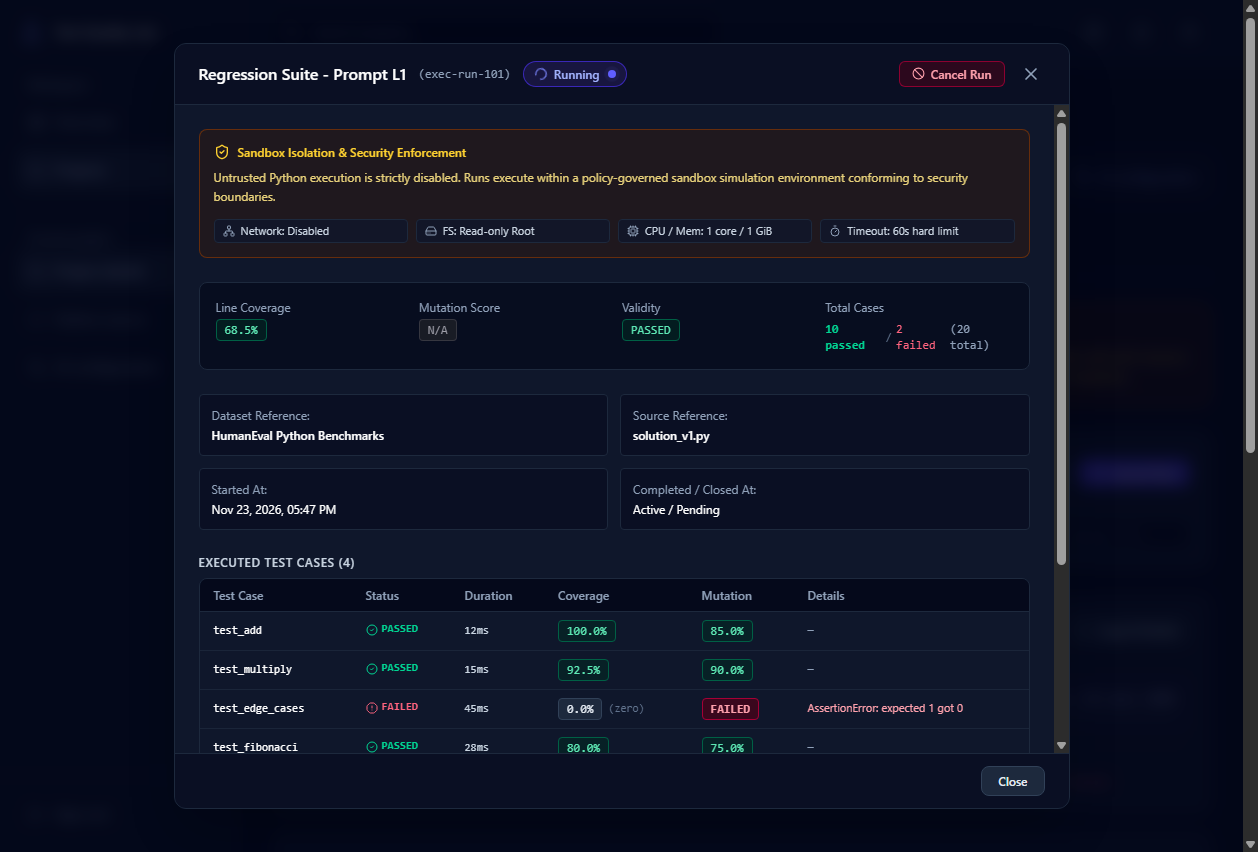 Regression Suite - Prompt L1 (exec-run-101) Running Cancel Run
Sandbox Isolation & Security Enforcement
Untrusted Python execution is strictly disabled. Runs execute within a policy-governed sandbox simulation environment conforming to security
boundaries.
Network: Disabled FS: Read-only Root CPU / Mem: 1 core / 1 GiB Timeout: 60s hard limit
Line Coverage Mutation Score Validity Total Cases
68.5% N/A PASSED 10 passed / 2 failed (20 total)
Dataset Reference: Source Reference:
HumanEval Python Benchmarks solution_v1.py
Started At: Completed / Closed At:
Nov 23, 2026, 05:47 PM Active / Pending
EXECUTED TEST CASES (4)
Test Case Status Duration Coverage Mutation Details
test_add PASSED 12ms 100.0% 85.0% —
test_multiply PASSED 15ms 92.5% 90.0% —
test_edge_cases FAILED 45ms 0.0% (zero) FAILED AssertionError: expected 1 got 0
test_fibonacci PASSED 28ms 80.0% 75.0% —
Close